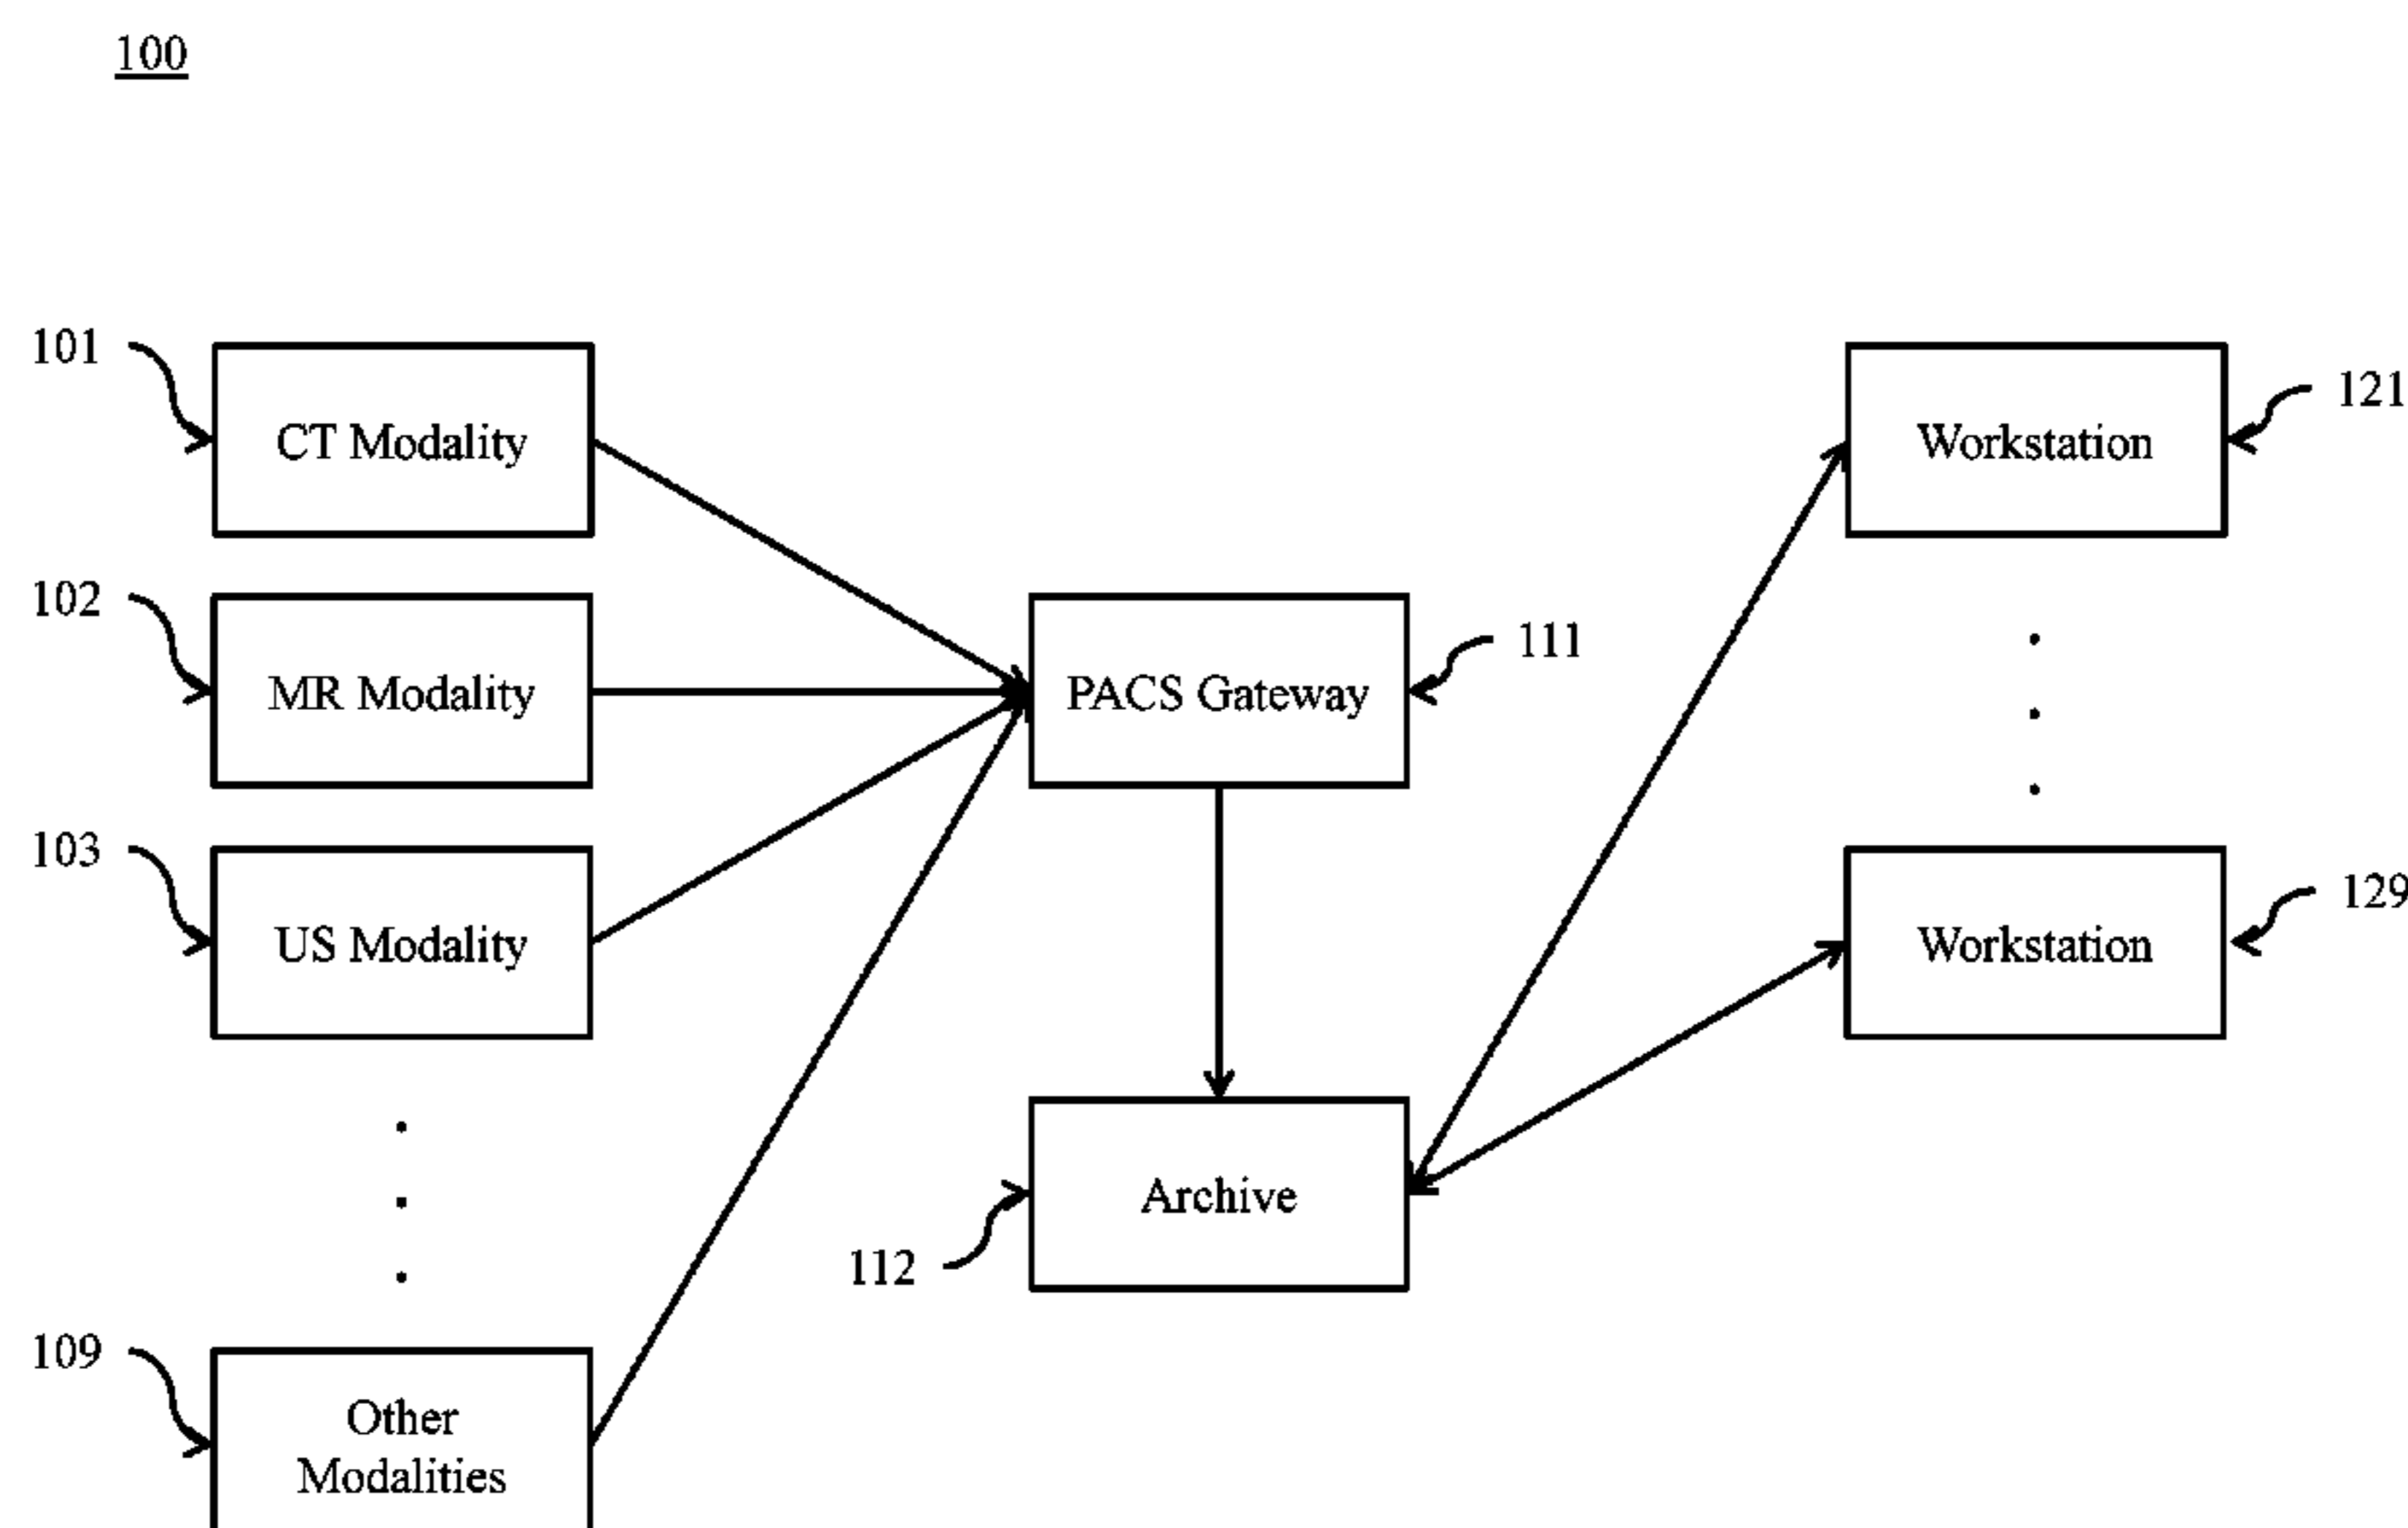 100
101
CT Modality
Workstation
121
102
MR Modality
PACS Gateway
111
103
US Modality
Workstation
129
Archive
112
109
Other
Modalities